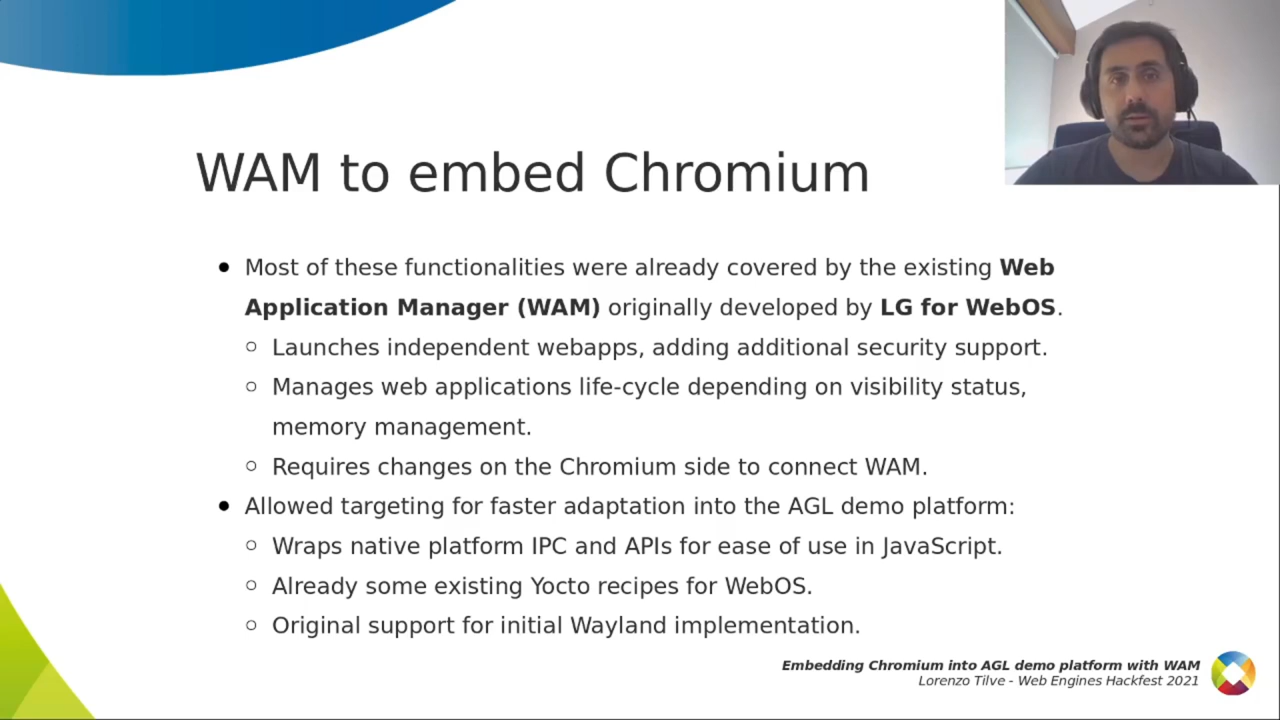 WAM to embed Chromium
● Most of these functionalities were already covered by the existing Web
Application Manager (WAM) originally developed by LG for WebOS.
○ Launches independent webapps, adding additional security support.
○ Manages web applications life-cycle depending on visibility status,
memory management.
○ Requires changes on the Chromium side to connect WAM.
● Allowed targeting for faster adaptation into the AGL demo platform:
○ Wraps native platform IPC and APIs for ease of use in JavaScript.
○ Already some existing Yocto recipes for WebOS.
○ Original support for initial Wayland implementation.
Embedding Chromium into AGL demo platform with WAM
Lorenzo Tilve - Web Engines Hackfest 2021